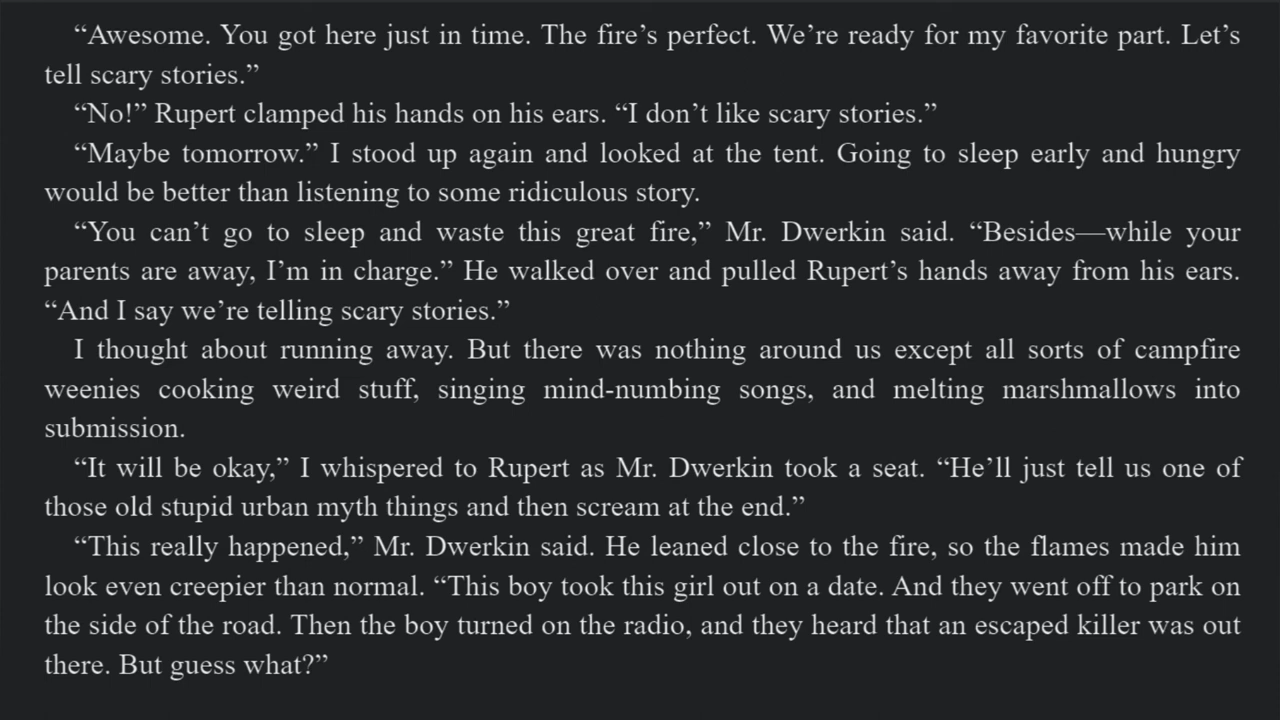 “Awesome. You got here just in time. The fire’s perfect. We’re ready for my favorite part. Let’s
tell scary stories.”
“No!” Rupert clamped his hands on his ears. “I don’t like scary stories.”
“Maybe tomorrow.” I stood up again and looked at the tent. Going to sleep early and hungry
would be better than listening to some ridiculous story.
“You can’t go to sleep and waste this great fire,” Mr. Dwerkin said. “Besides—while your
parents are away, I’m in charge.” He walked over and pulled Rupert’s hands away from his ears.
“And I say we’re telling scary stories.”
I thought about running away. But there was nothing around us except all sorts of campfire
weenies cooking weird stuff, singing mind-numbing songs, and melting marshmallows into
submission.
“It will be okay,” I whispered to Rupert as Mr. Dwerkin took a seat. “He’ll just tell us one of
those old stupid urban myth things and then scream at the end.”
“This really happened,” Mr. Dwerkin said. He leaned close to the fire, so the flames made him
look even creepier than normal. “This boy took this girl out on a date. And they went off to park on
the side of the road. Then the boy turned on the radio, and they heard that an escaped killer was out
there. But guess what?”